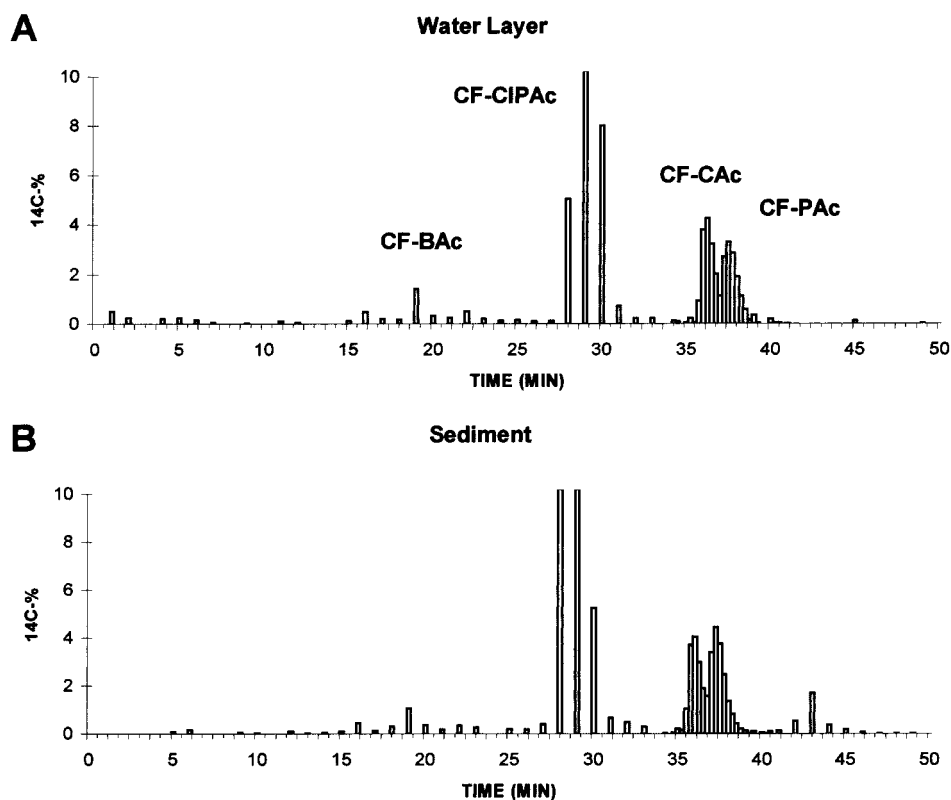 A
Water Layer
14C-%
10
8
6
4
2
0
CF-ClPAc
CF-BAc
CF-CAc
CF-PAc
0 5 10 15 20 25 30 35 40 45 50
TIME (MIN)
B
Sediment
14C-%
10
8
6
4
2
0
0 5 10 15 20 25 30 35 40 45 50
TIME (MIN)